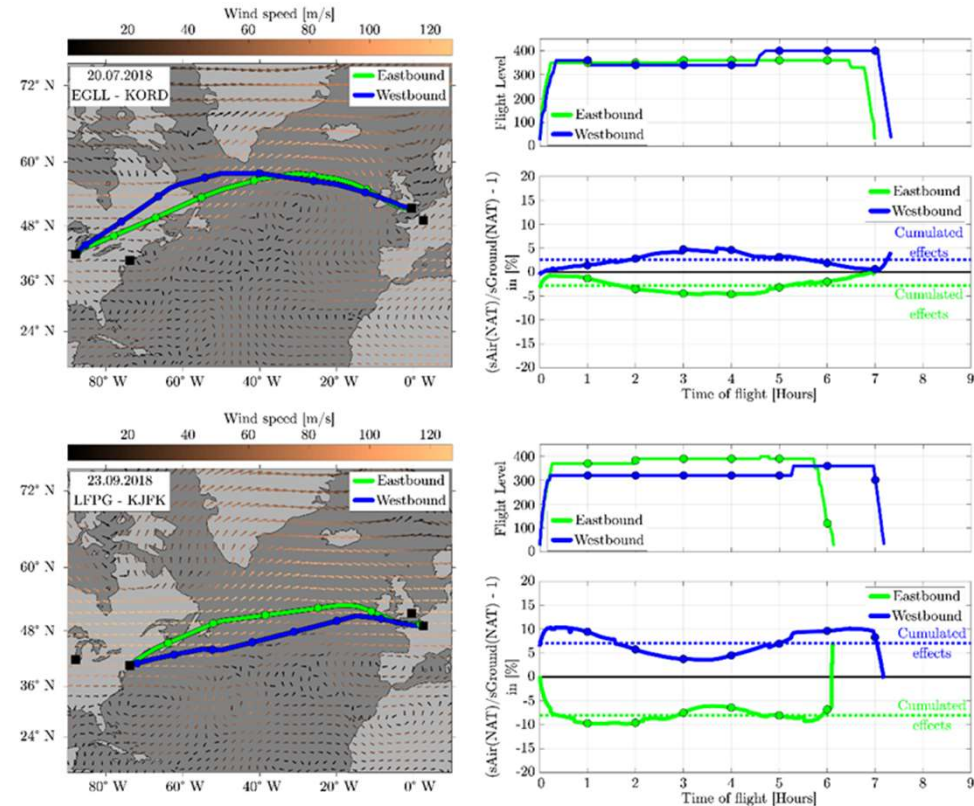 Wind speed [m/s]
20 40 60 80 100 120
20.07.2018
EGLL - KORD
Eastbound
Westbound
72° N
60° N
48° N
36° N
24° N
80° W 60° W 40° W 20° W 0° W
Flight Level
400
300
200
100
0
Eastbound
Westbound
(sAir(NAT)/sGround(NAT) - 1)
in [%]
20
15
10
5
0
-5
-10
-15
-20
Eastbound
Westbound
Cumulated
effects
Cumulated
effects
0 1 2 3 4 5 6 7 8 9
Time of flight [Hours]
Wind speed [m/s]
20 40 60 80 100 120
23.09.2018
LFPG - KJFK
Eastbound
Westbound
72° N
60° N
48° N
36° N
24° N
80° W 60° W 40° W 20° W 0° W
Flight Level
400
300
200
100
0
Eastbound
Westbound
(sAir(NAT)/sGround(NAT) - 1)
in [%]
20
15
10
5
0
-5
-10
-15
-20
Eastbound
Westbound
Cumulated
effects
Cumulated
effects
0 1 2 3 4 5 6 7 8 9
Time of flight [Hours]